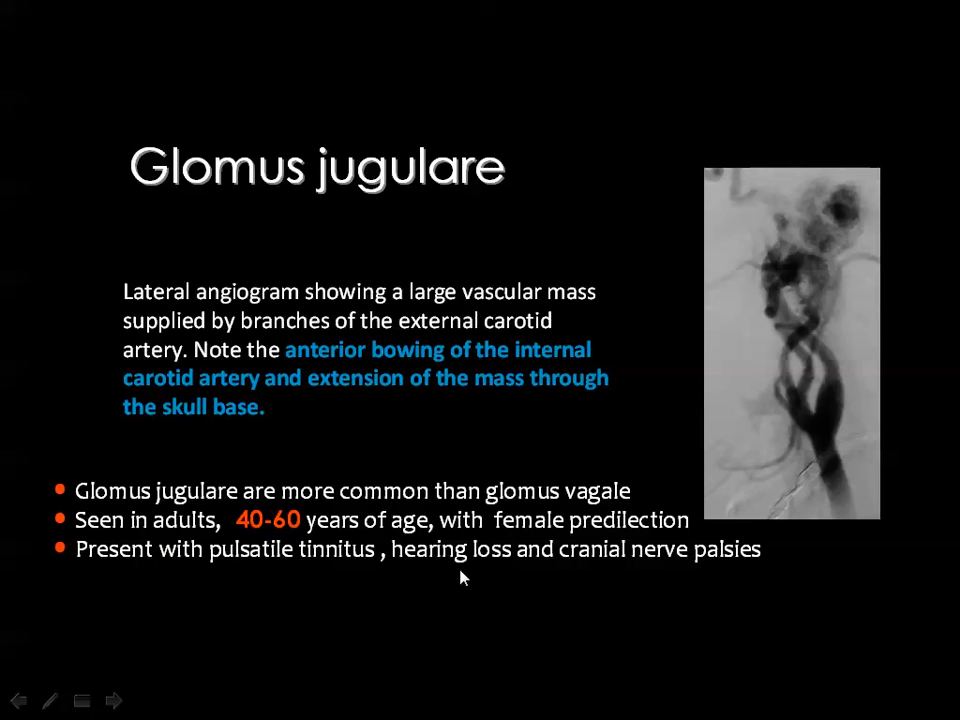 Glomus jugulare
Lateral angiogram showing a large vascular mass
supplied by branches of the external carotid
artery. Note the anterior bowing of the internal
carotid artery and extension of the mass through
the skull base.
• Glomus jugulare are more common than glomus vagale
• Seen in adults, 40-60 years of age, with female predilection
• Present with pulsatile tinnitus , hearing loss and cranial nerve palsies